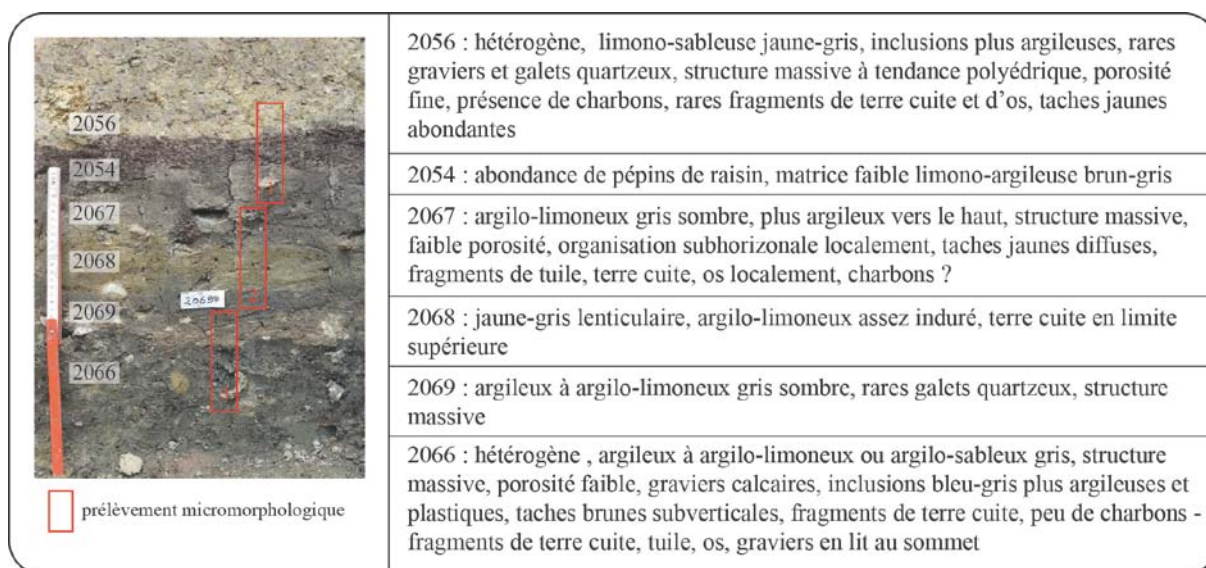 2056
2054
2067
2068
20657
2069
2066
prélèvement micromorphologique
2056 : hétérogène, limono-sableuse jaune-gris, inclusions plus argileuses, rares
graviers et galets quartzeux, structure massive à tendance polyédrique, porosité
fine, présence de charbons, rares fragments de terre cuite et d'os, taches jaunes
abondantes
2054 : abondance de pépins de raisin, matrice faible limono-argileuse brun-gris
2067 : argilo-limoneux gris sombre, plus argileux vers le haut, structure massive,
faible porosité, organisation subhorizonale localement, taches jaunes diffuses,
fragments de tuile, terre cuite, os localement, charbons ?
2068 : jaune-gris lenticulaire, argilo-limoneux assez induré, terre cuite en limite
supérieure
2069 : argileux à argilo-limoneux gris sombre, rares galets quartzeux, structure
massive
2066 : hétérogène , argileux à argilo-limoneux ou argilo-sableux gris, structure
massive, porosité faible, graviers calcaires, inclusions bleu-gris plus argileuses et
plastiques, taches brunes subverticales, fragments de terre cuite, peu de charbons -
fragments de terre cuite, tuile, os, graviers en lit au sommet